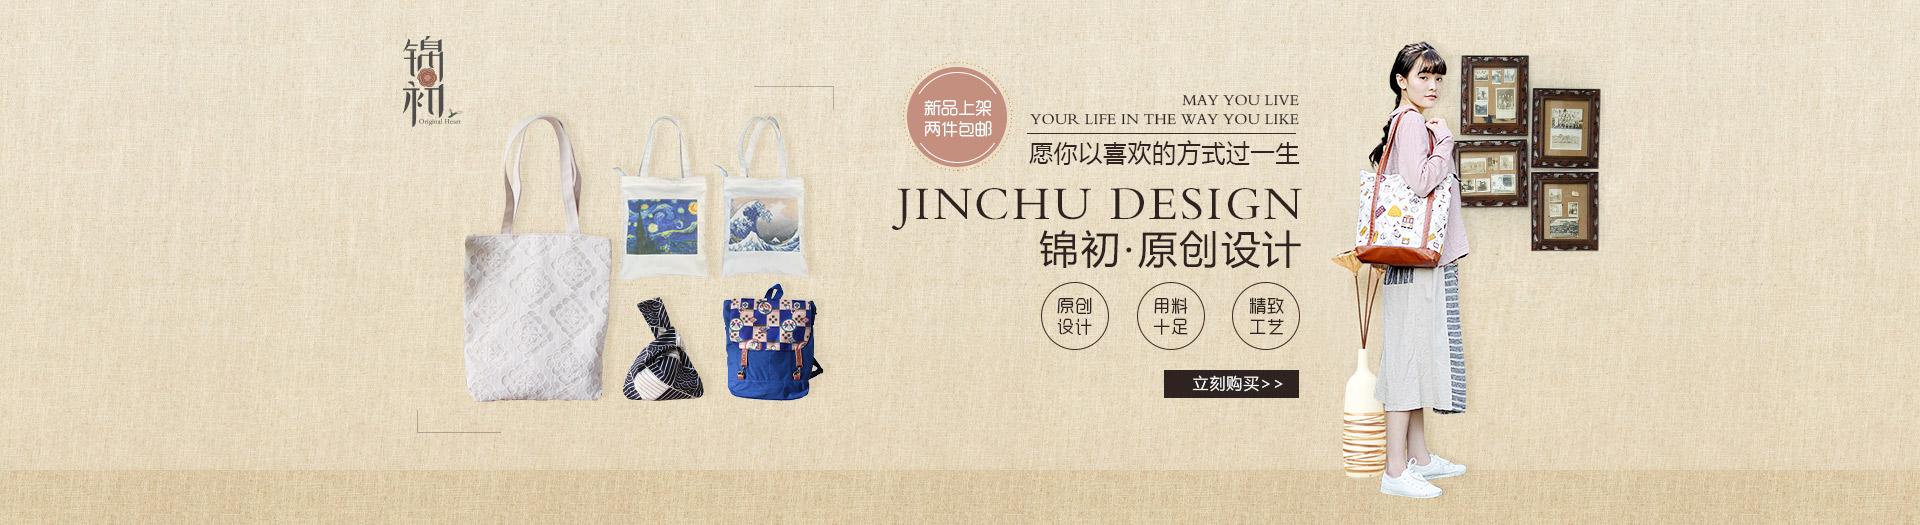 锦初
Original Heart
新品上架
两件包邮
MAY YOU LIVE
YOUR LIFE IN THE WAY YOU LIKE
愿你以喜欢的方式过一生
JINCHU DESIGN
锦初·原创设计
原创
设计
用料
十足
精致
工艺
立刻购买>>